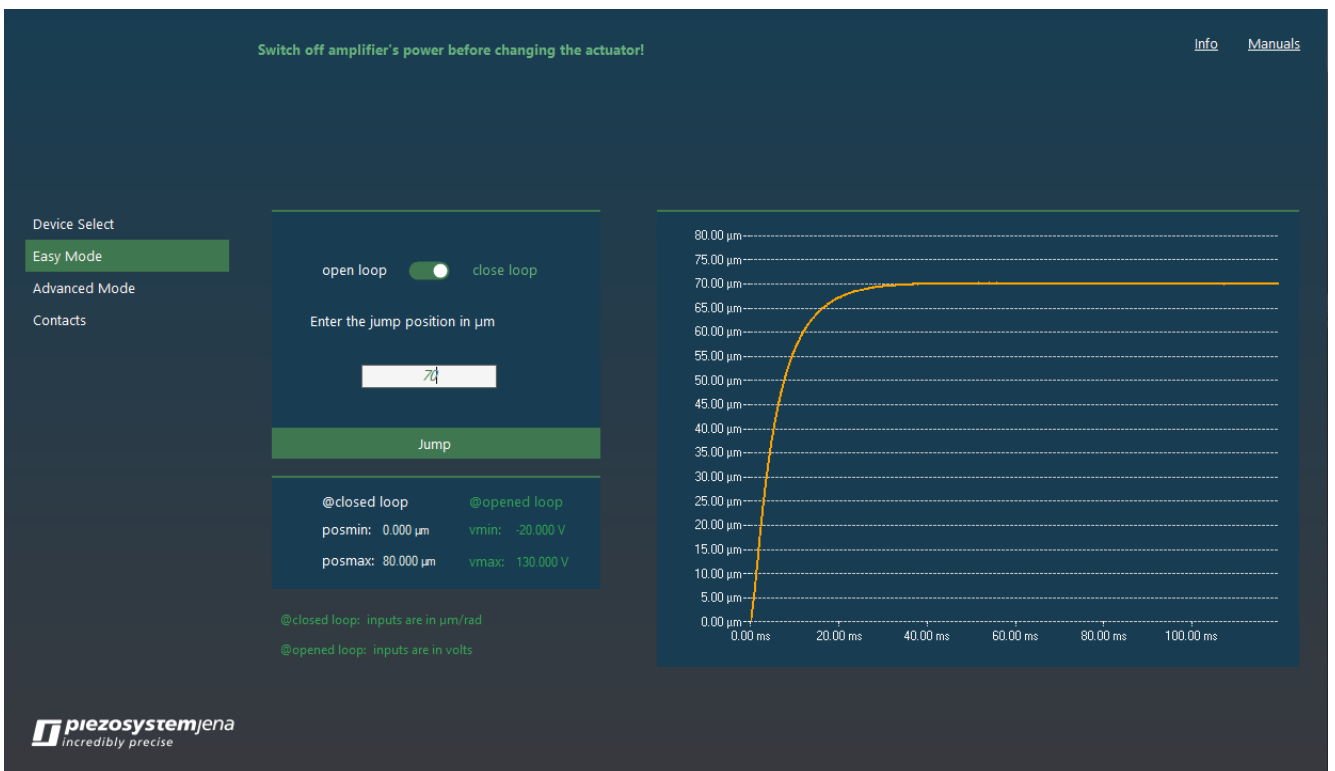 Switch off amplifier's power before changing the actuator!
Info Manuals
Device Select
Easy Mode
Advanced Mode
Contacts
open loop close loop
Enter the jump position in µm
70
Jump
@closed loop @opened loop
posmin: 0.000 µm vmin: -20.000 V
posmax: 80.000 µm vmax: 130.000 V
@closed loop: inputs are in µm/rad
@opened loop: inputs are in volts
80.00 µm
75.00 µm
70.00 µm
65.00 µm
60.00 µm
55.00 µm
50.00 µm
45.00 µm
40.00 µm
35.00 µm
30.00 µm
25.00 µm
20.00 µm
15.00 µm
10.00 µm
5.00 µm
0.00 µm
0.00 ms 20.00 ms 40.00 ms 60.00 ms 80.00 ms 100.00 ms
piezosystemjena
incredibly precise